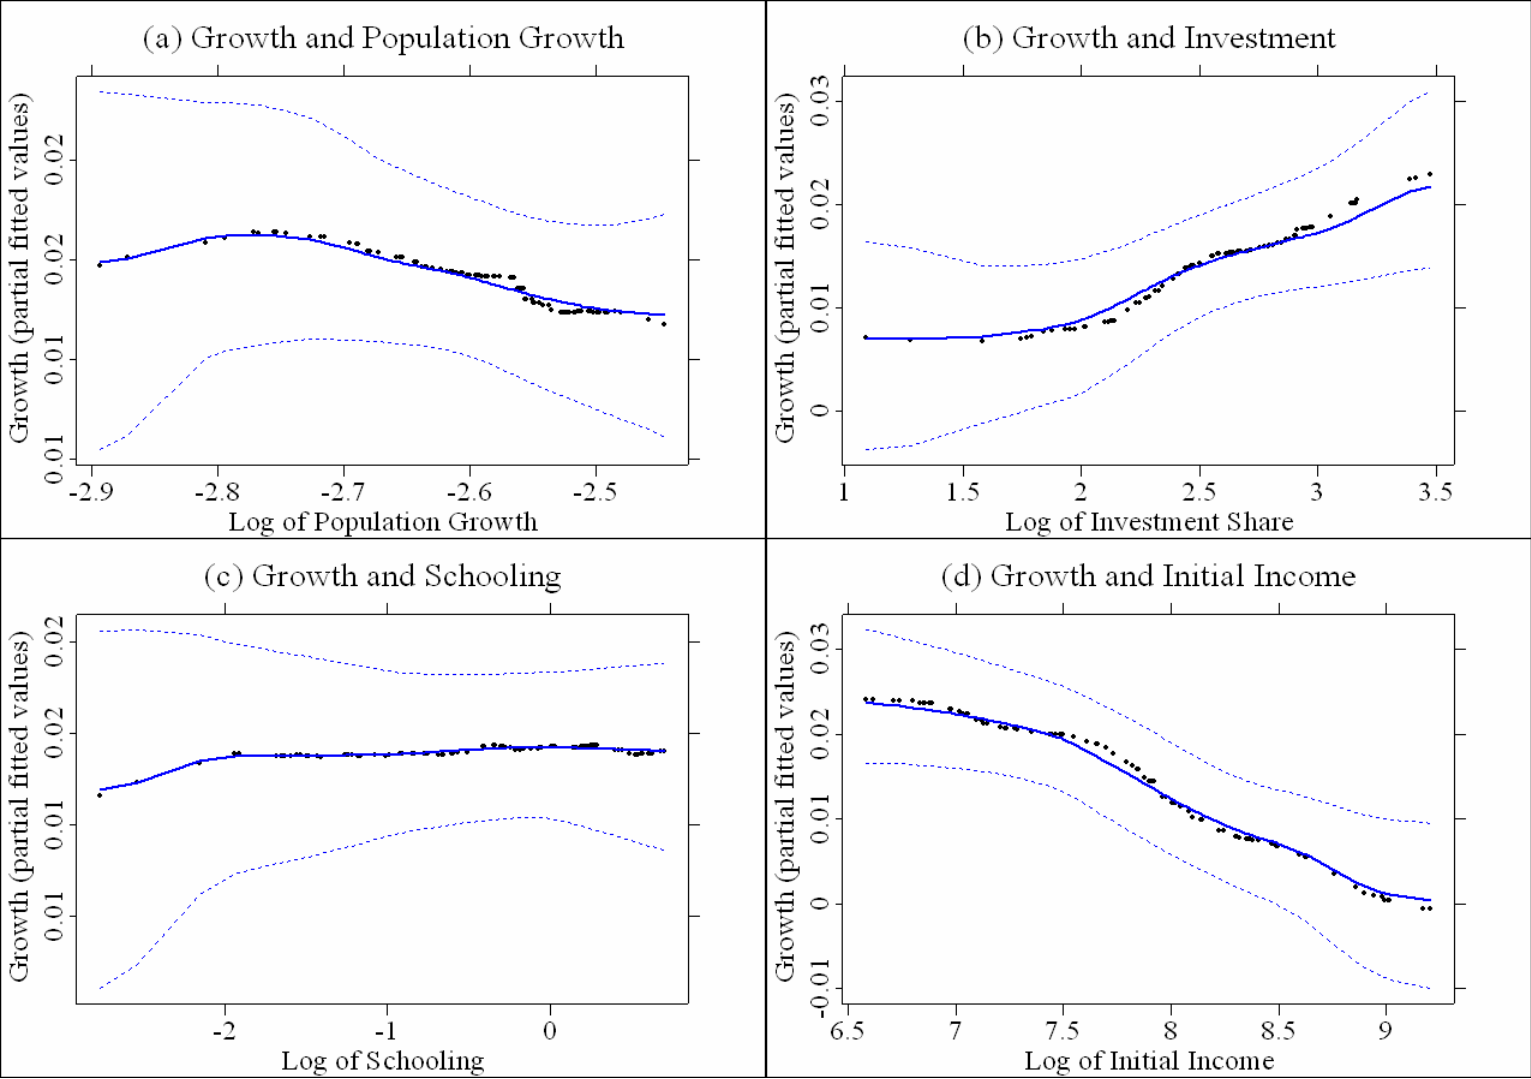 (a) Growth and Population Growth
Growth (partial fitted values)
0.02
0.02
0.01
0.01
-2.9 -2.8 -2.7 -2.6 -2.5
Log of Population Growth
(b) Growth and Investment
Growth (partial fitted values)
0.03
0.02
0.01
0
1 1.5 2 2.5 3 3.5
Log of Investment Share
(c) Growth and Schooling
Growth (partial fitted values)
0.02
0.02
0.01
0.01
-2 -1 0
Log of Schooling
(d) Growth and Initial Income
Growth (partial fitted values)
0.03
0.02
0.01
0
-0.01
6.5 7 7.5 8 8.5 9
Log of Initial Income